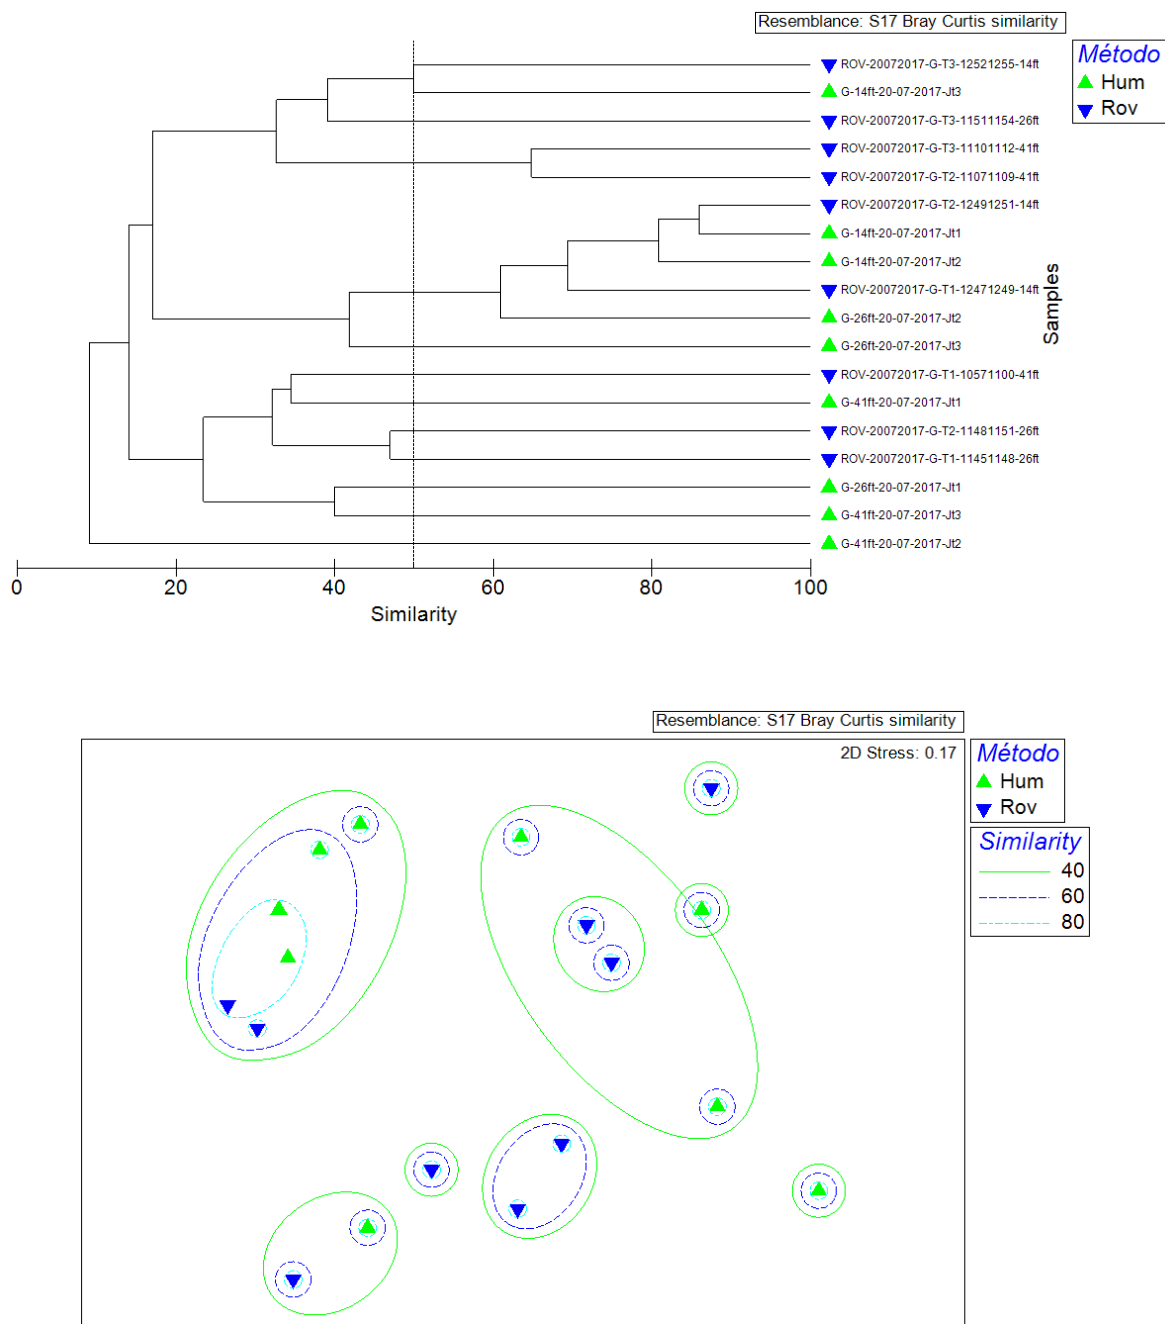 Resemblance: S17 Bray Curtis similarity
Método
Hum
Rov
ROV-20072017-G-T3-12521255-14ft
G-14ft-20-07-2017-Jt3
ROV-20072017-G-T3-11511154-26ft
ROV-20072017-G-T3-11101112-41ft
ROV-20072017-G-T2-11071109-41ft
ROV-20072017-G-T2-12491251-14ft
G-14ft-20-07-2017-Jt1
G-14ft-20-07-2017-Jt2
ROV-20072017-G-T1-12471249-14ft
G-26ft-20-07-2017-Jt2
G-26ft-20-07-2017-Jt3
ROV-20072017-G-T1-10571100-41ft
G-41ft-20-07-2017-Jt1
ROV-20072017-G-T2-11481151-26ft
ROV-20072017-G-T1-11451148-26ft
G-26ft-20-07-2017-Jt1
G-41ft-20-07-2017-Jt3
G-41ft-20-07-2017-Jt2
Samples
0 20 40 60 80 100
Similarity
Resemblance: S17 Bray Curtis similarity
2D Stress: 0.17
Método
Hum
Rov
Similarity
40
60
80